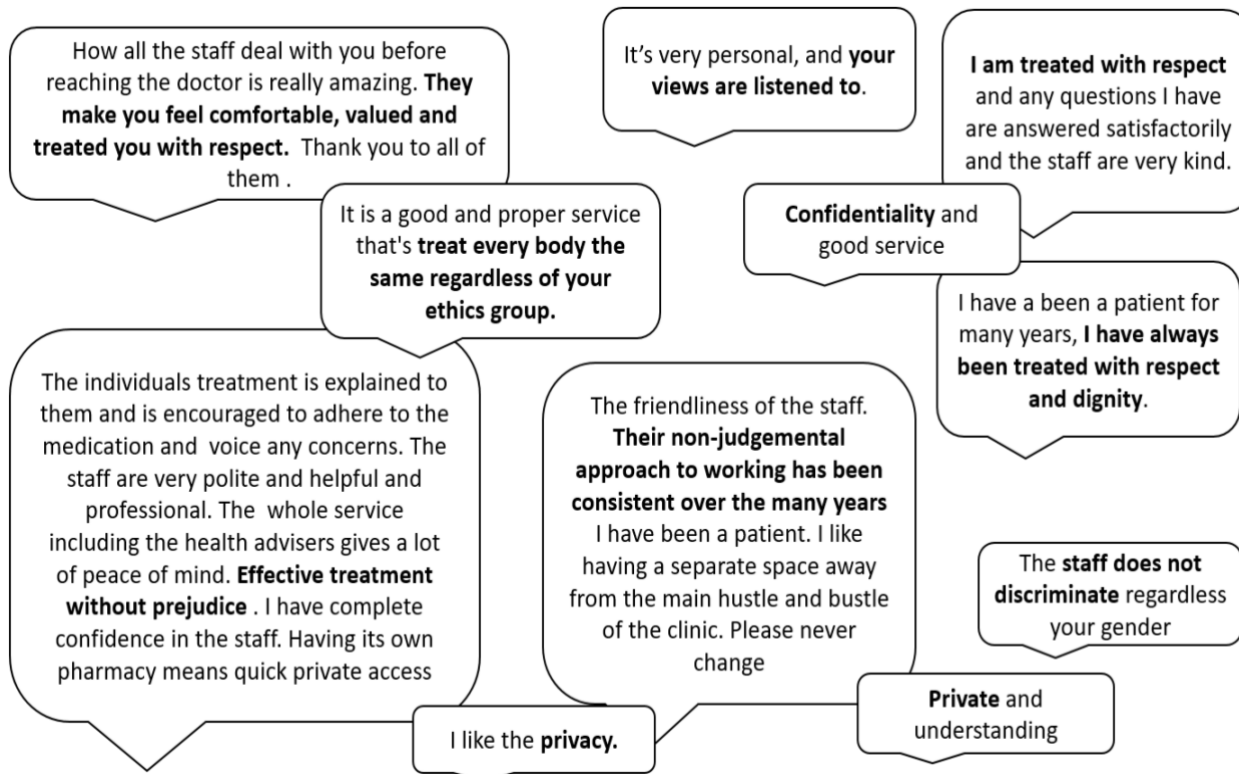 How all the staff deal with you before
reaching the doctor is really amazing. They
make you feel comfortable, valued and
treated you with respect. Thank you to all of
them .
It’s very personal, and your
views are listened to.
I am treated with respect
and any questions I have
are answered satisfactorily
and the staff are very kind.
It is a good and proper service
that's treat every body the
same regardless of your
ethics group.
Confidentiality and
good service
I have a been a patient for
many years, I have always
been treated with respect
and dignity.
The individuals treatment is explained to
them and is encouraged to adhere to the
medication and  voice any concerns. The
staff are very polite and helpful and
professional. The  whole service
including the health advisers gives a lot
of peace of mind. Effective treatment
without prejudice . I have complete
confidence in the staff. Having its own
pharmacy means quick private access
The friendliness of the staff.
Their non-judgemental
approach to working has been
consistent over the many years
I have been a patient. I like
having a separate space away
from the main hustle and bustle
of the clinic. Please never
change
The staff does not
discriminate regardless
your gender
I like the privacy.
Private and
understanding